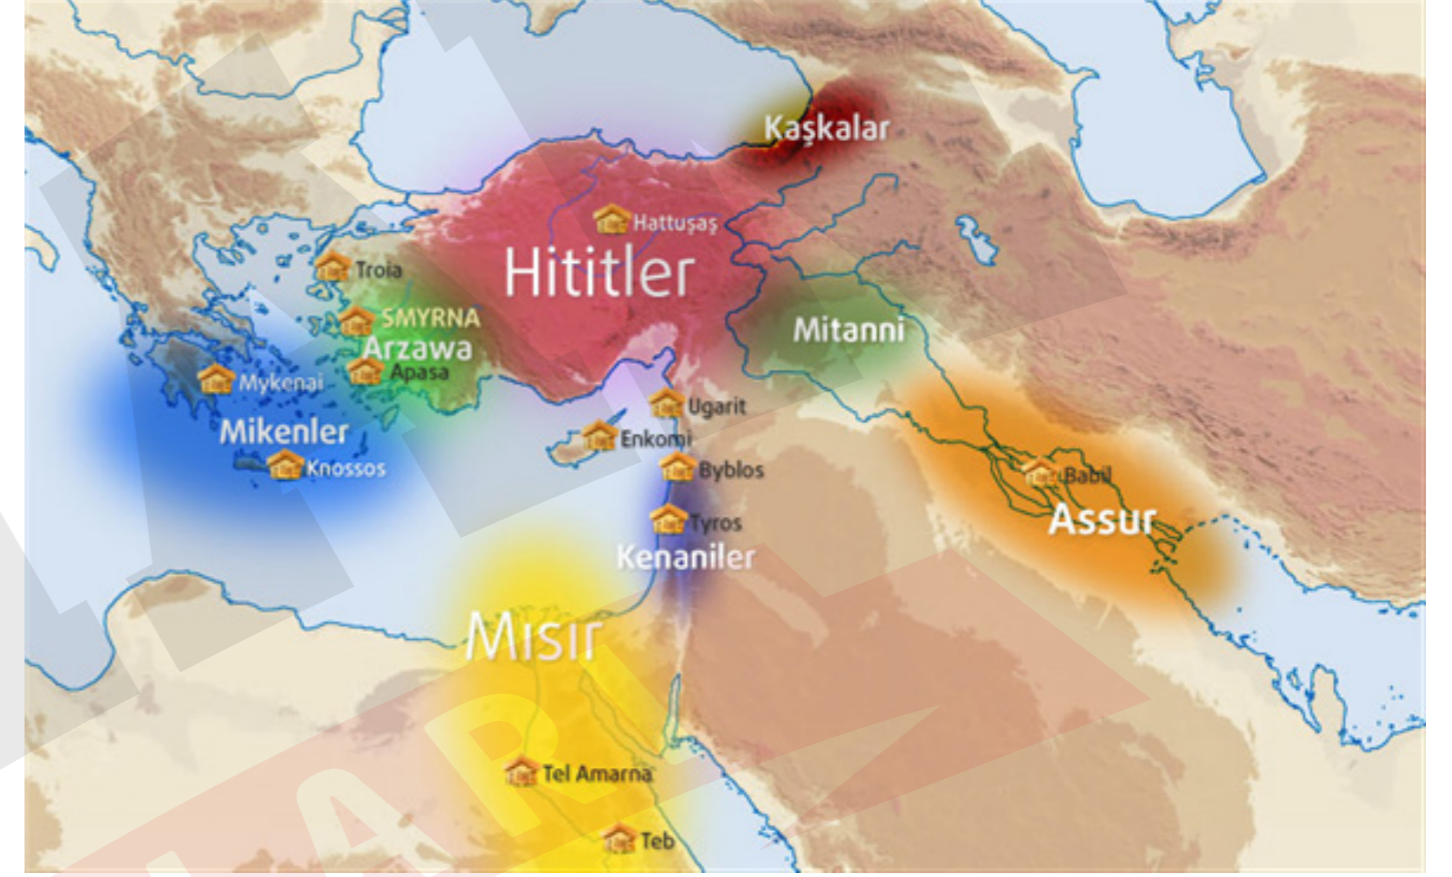 Kaşkalar
Hattuşaş
Hititler
Troia
SMYRNA
Mitanni
Arzawa
Apasa
Mykenai
Ugarit
Mikenler
Enkomi
Knossos
Byblos
Babil
Tyros
Assur
Kenaniler
Mısır
Tel Amarna
Teb